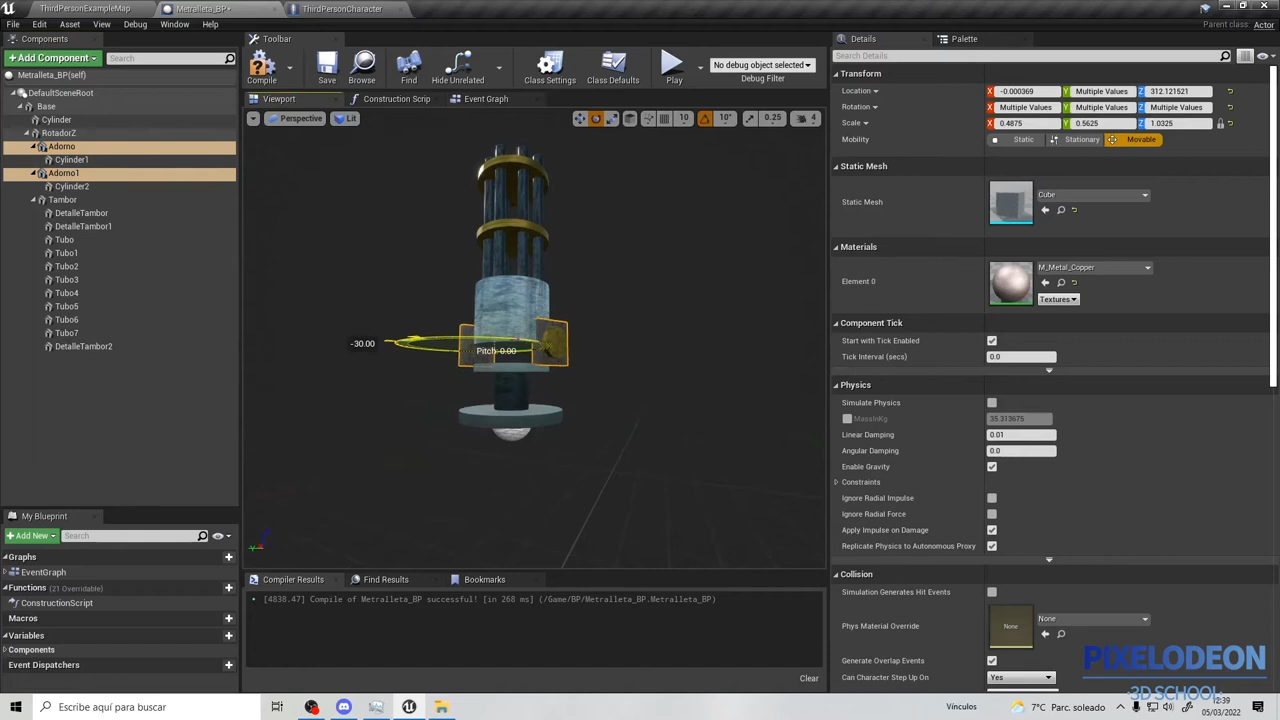 ThirdPersonExampleMap
Metralleta_BP*
ThirdPersonCharacter
File Edit Asset View Debug Window Help
Parent class: Actor
Components
Toolbar
Details
Palette
+ Add Component
Search
Search Details
Metralleta_BP(self)
DefaultSceneRoot
Base
Cylinder
RotadorZ
Adorno
Cylinder1
Adorno1
Cylinder2
Tambor
DetalleTambor
DetalleTambor1
Tubo
Tubo1
Tubo2
Tubo3
Tubo4
Tubo5
Tubo6
Tubo7
DetalleTambor2
Compile
Save
Browse
Find
Hide Unrelated
Class Settings
Class Defaults
Play
No debug object selected
Debug Filter
Viewport
Construction Scrip
Event Graph
Perspective
Lit
10
10°
0.25
4
-30.00
Pitch: 0.00
Transform
Location X -0.000369 Y Multiple Values Z 312.121521
Rotation X Multiple Values Y Multiple Values Z Multiple Values
Scale X 0.4875 Y 0.5625 Z 1.0325
Mobility Static Stationary Movable
Static Mesh
Static Mesh Cube
Materials
Element 0 M_Metal_Copper
Textures
Component Tick
Start with Tick Enabled
Tick Interval (secs) 0.0
Physics
Simulate Physics
MassInKg 35.313675
Linear Damping 0.01
Angular Damping 0.0
Enable Gravity
Constraints
Ignore Radial Impulse
Ignore Radial Force
Apply Impulse on Damage
Replicate Physics to Autonomous Proxy
Collision
Simulation Generates Hit Events
Phys Material Override None None
Generate Overlap Events
Can Character Step Up On Yes
My Blueprint
+ Add New
Search
Graphs
EventGraph
Functions (21 Overridable)
ConstructionScript
Macros
Variables
Components
Event Dispatchers
Compiler Results
Find Results
Bookmarks
• [4838.47] Compile of Metralleta_BP successful! [in 268 ms] (/Game/BP/Metralleta_BP.Metralleta_BP)
Clear
PIXELODEON
3D SCHOOL
Escribe aquí para buscar
Vínculos
7°C Parc. soleado
12:39
05/03/2022